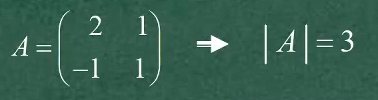 A = ( 2 1 ; −1 1 ) ⇒ |A| = 3